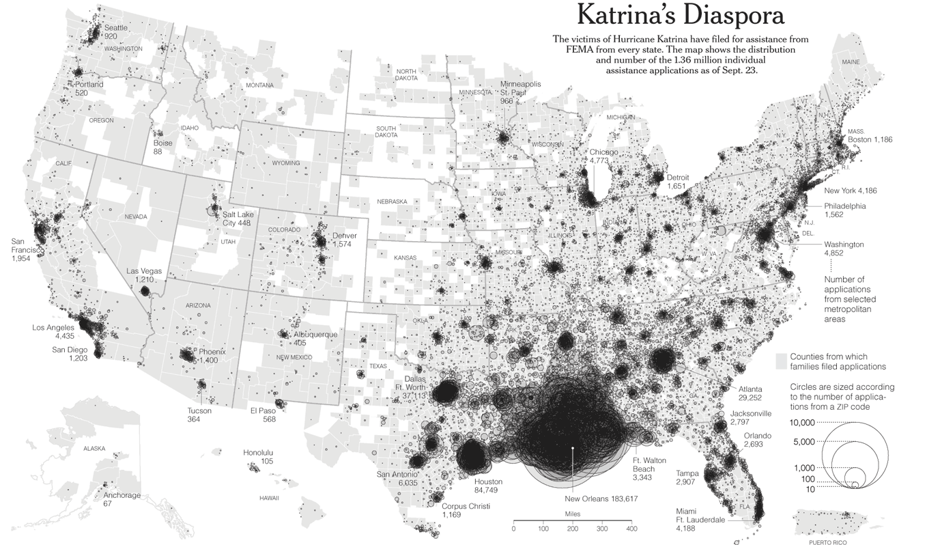 Katrina's Diaspora
The victims of Hurricane Katrina have filed for assistance from
FEMA from every state. The map shows the distribution
and number of the 1.36 million individual
assistance applications as of Sept. 23.
Seattle
920
WASHINGTON
Portland
520
OREGON
IDAHO
Boise
88
MONTANA
NORTH
DAKOTA
SOUTH
DAKOTA
MINNESOTA
Minneapolis
St. Paul
968
WISCONSIN
MICHIGAN
MAINE
MASS.
Boston 1,186
R.I.
New York 4,186
Philadelphia
1,562
N.J.
DEL.
Washington
4,852
Number of
applications
from selected
metropolitan
areas
Chicago
4,773
Detroit
1,651
N.Y.
PA.
W.VA.
CALIF.
NEVADA
Salt Lake
City 448
UTAH
WYOMING
COLORADO
Denver
1,574
NEBRASKA
KANSAS
MISSOURI
OKLA.
San
Francisco
1,954
Las Vegas
1,210
Los Angeles
4,435
San Diego
1,203
ARIZONA
Phoenix
1,400
Tucson
364
Albuquerque
405
NEW MEXICO
El Paso
568
TEXAS
Dallas
Ft. Worth
San Antonio
6,035
Houston
84,749
Corpus Christi
1,169
New Orleans 183,617
Ft. Walton
Beach
3,343
Atlanta
29,252
Jacksonville
2,797
Orlando
2,693
Tampa
2,907
FLA.
Miami
Ft. Lauderdale
4,188
Counties from which
families filed applications
Circles are sized according
to the number of applica-
tions from a ZIP code
10,000
5,000
1,000
100
10
ALASKA
Anchorage
67
Honolulu
105
HAWAII
Miles
0 100 200 300 400
PUERTO RICO